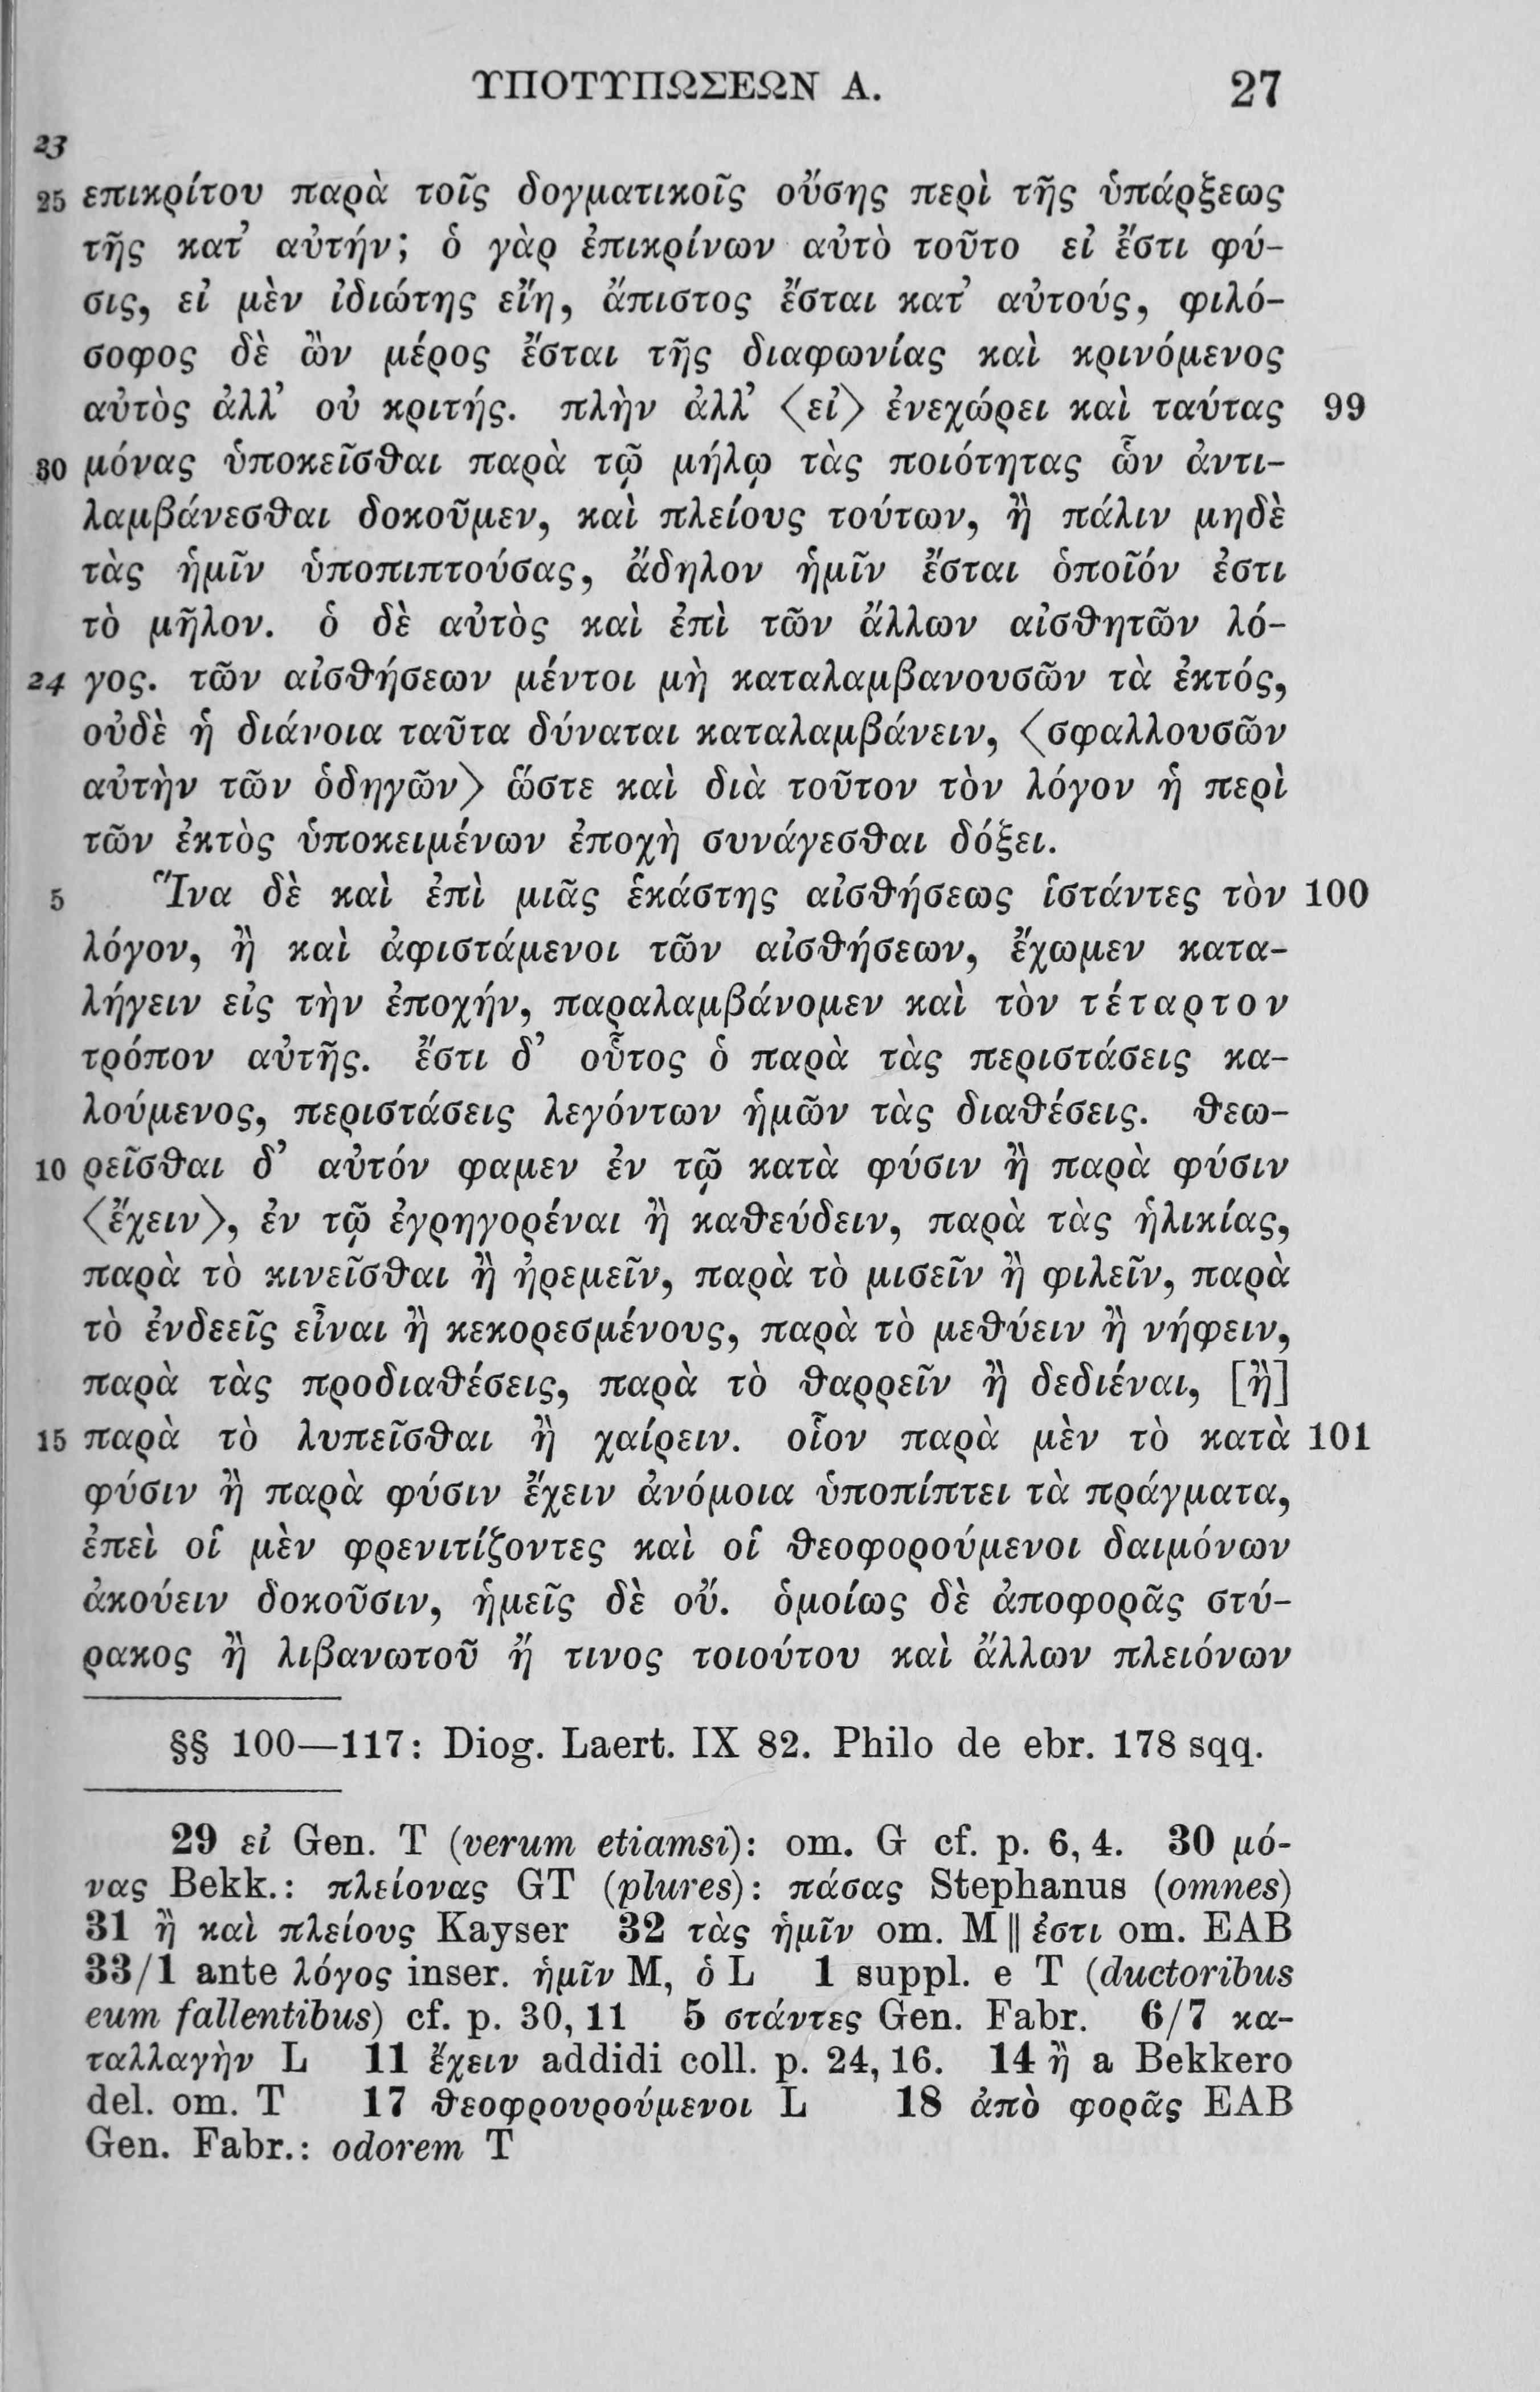 ΥΠΟΤΥΠΩΣΕΩΝ Α. 27
23
25 επικρίτου παρὰ τοῖς δογματικοῖς οὔσης περὶ τῆς ὑπάρξεως
τῆς κατ’ αὐτήν; ὁ γὰρ ἐπικρίνων αὐτὸ τοῦτο εἰ ἔστι φύ-
σις, εἰ μὲν ἰδιώτης εἴη, ἄπιστος ἔσται κατ’ αὐτούς, φιλό-
σοφος δὲ ὢν μέρος ἔσται τῆς διαφωνίας καὶ κρινόμενος
αὐτὸς ἀλλ’ οὐ κριτής. πλὴν ἀλλ’ ⟨εἰ⟩ ἐνεχώρει καὶ ταύτας 99
30 μόνας ὑποκεῖσθαι παρὰ τῷ μήλῳ τὰς ποιότητας ὧν ἀντι-
λαμβάνεσθαι δοκοῦμεν, καὶ πλείους τούτων, ἢ πάλιν μηδὲ
τὰς ἡμῖν ὑποπιπτούσας, ἄδηλον ἡμῖν ἔσται ὁποῖόν ἐστι
τὸ μῆλον. ὁ δὲ αὐτὸς καὶ ἐπὶ τῶν ἄλλων αἰσθητῶν λό-
24 γος. τῶν αἰσθήσεων μέντοι μὴ καταλαμβανουσῶν τὰ ἐκτός,
οὐδὲ ἡ διάνοια ταῦτα δύναται καταλαμβάνειν, ⟨σφαλλουσῶν
αὐτὴν τῶν ὁδηγῶν⟩ ὥστε καὶ διὰ τοῦτον τὸν λόγον ἡ περὶ
τῶν ἐκτὸς ὑποκειμένων ἐποχὴ συνάγεσθαι δόξει.
5 Ἵνα δὲ καὶ ἐπὶ μιᾶς ἑκάστης αἰσθήσεως ἱστάντες τὸν 100
λόγον, ἢ καὶ ἀφιστάμενοι τῶν αἰσθήσεων, ἔχωμεν κατα-
λήγειν εἰς τὴν ἐποχήν, παραλαμβάνομεν καὶ τὸν τέταρτον
τρόπον αὐτῆς. ἔστι δ’ οὗτος ὁ παρὰ τὰς περιστάσεις κα-
λούμενος, περιστάσεις λεγόντων ἡμῶν τὰς διαθέσεις. θεω-
10 ρεῖσθαι δ’ αὐτόν φαμεν ἐν τῷ κατὰ φύσιν ἢ παρὰ φύσιν
⟨ἔχειν⟩, ἐν τῷ ἐγρηγορέναι ἢ καθεύδειν, παρὰ τὰς ἡλικίας,
παρὰ τὸ κινεῖσθαι ἢ ἠρεμεῖν, παρὰ τὸ μισεῖν ἢ φιλεῖν, παρὰ
τὸ ἐνδεεῖς εἶναι ἢ κεκορεσμένους, παρὰ τὸ μεθύειν ἢ νήφειν,
παρὰ τὰς προδιαθέσεις, παρὰ τὸ θαρρεῖν ἢ δεδιέναι, [ἢ]
15 παρὰ τὸ λυπεῖσθαι ἢ χαίρειν. οἷον παρὰ μὲν τὸ κατὰ 101
φύσιν ἢ παρὰ φύσιν ἔχειν ἀνόμοια ὑποπίπτει τὰ πράγματα,
ἐπεὶ οἱ μὲν φρενιτίζοντες καὶ οἱ θεοφορούμενοι δαιμόνων
ἀκούειν δοκοῦσιν, ἡμεῖς δὲ οὔ. ὁμοίως δὲ ἀποφορᾶς στύ-
ρακος ἢ λιβανωτοῦ ἤ τινος τοιούτου καὶ ἄλλων πλειόνων
§§ 100—117: Diog. Laert. IX 82. Philo de ebr. 178 sqq.
29 εἰ Gen. T (verum etiamsi): om. G cf. p. 6, 4. 30 μό-
νας Bekk.: πλείονας GT (plures): πάσας Stephanus (omnes)
31 ἢ καὶ πλείους Kayser 32 τὰς ἡμῖν om. M || ἐστι om. EAB
33/1 ante λόγος inser. ἡμῖν M, ὁ L 1 suppl. e T (ductoribus
eum fallentibus) cf. p. 30, 11 5 στάντες Gen. Fabr. 6/7 κα-
ταλλαγὴν L 11 ἔχειν addidi coll. p. 24, 16. 14 ἢ a Bekkero
del. om. T 17 θεοφρουρούμενοι L 18 ἀπὸ φορᾶς EAB
Gen. Fabr.: odorem T